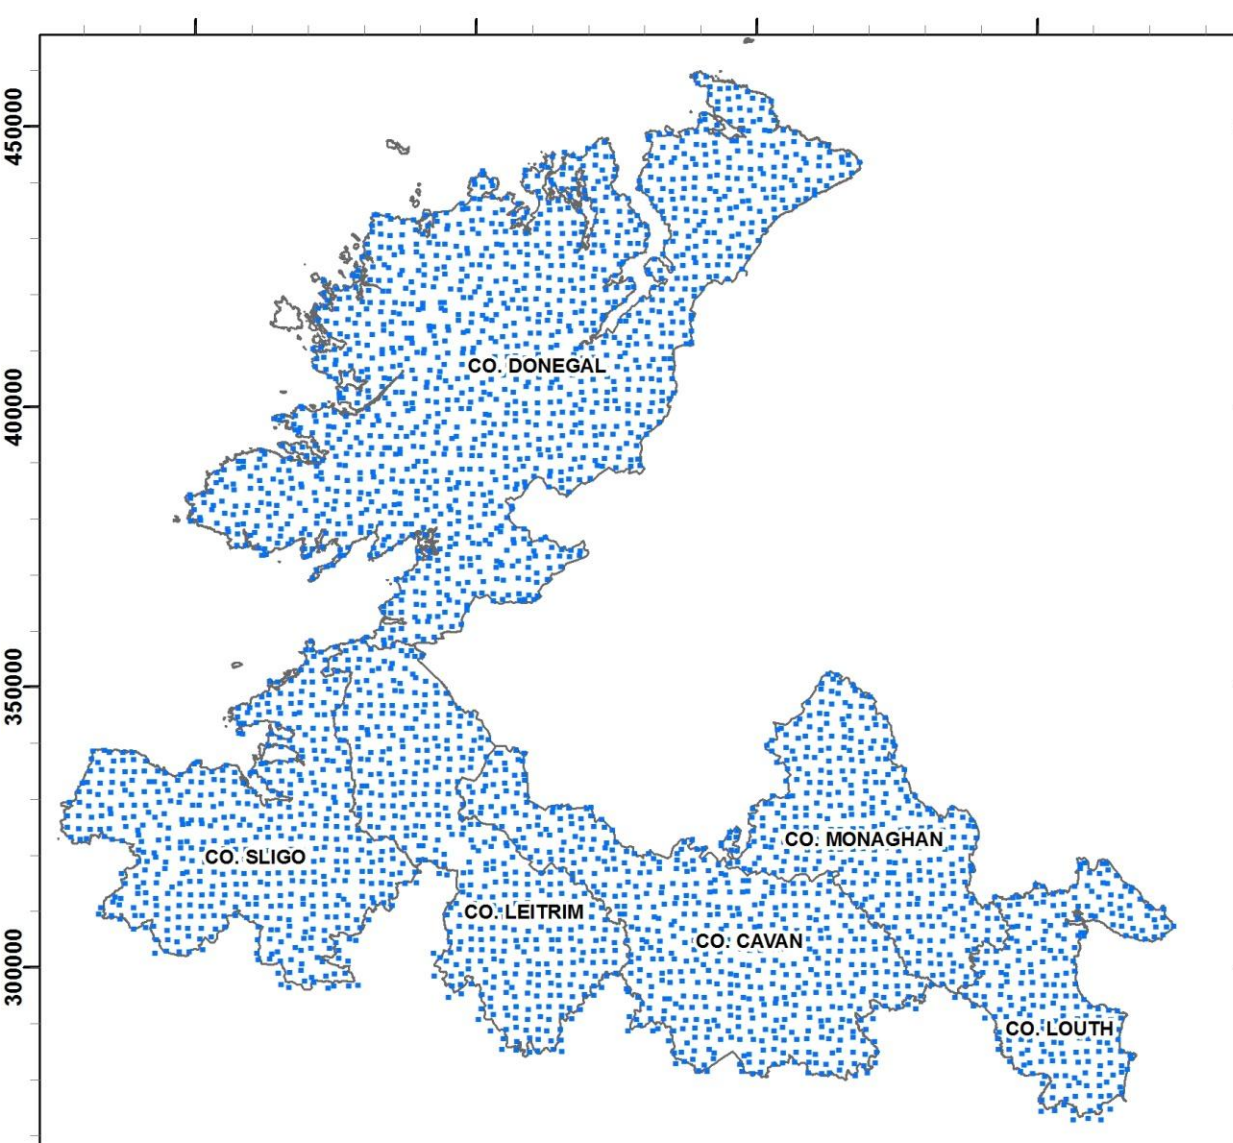 450000
CO. DONEGAL
400000
350000
CO. MONAGHAN
CO. SLIGO
CO. LEITRIM
CO. CAVAN
300000
CO. LOUTH